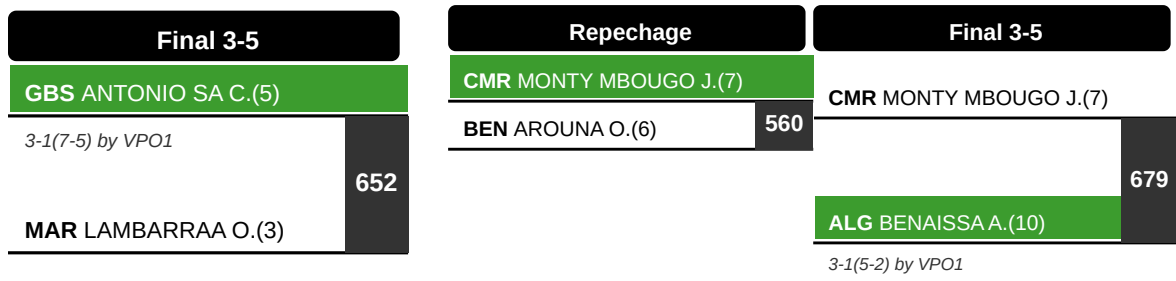 Final 3-5
GBS ANTONIO SA C.(5)
3-1(7-5) by VPO1
652
MAR LAMBARRAA O.(3)
Repechage
CMR MONTY MBOUGO J.(7)
BEN AROUNA O.(6)
560
Final 3-5
CMR MONTY MBOUGO J.(7)
679
ALG BENAISSA A.(10)
3-1(5-2) by VPO1